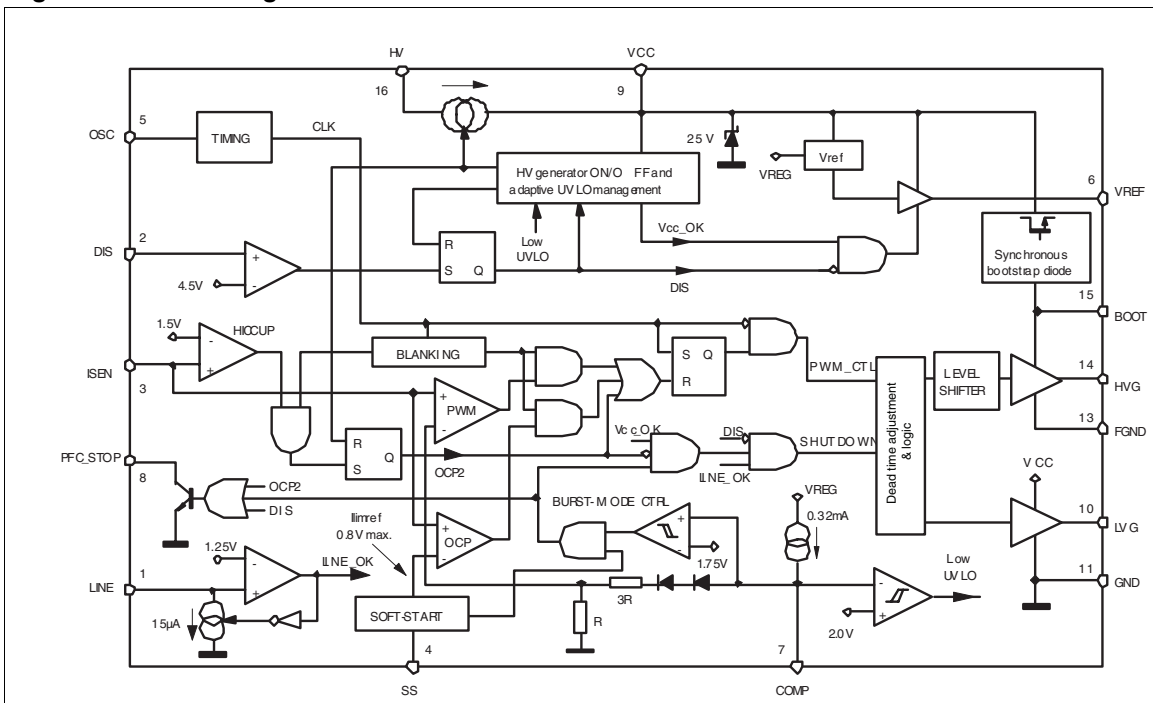 HV
VCC
16
9
5
OSC
TIMING
CLK
25 V
Vref
VREG
HV generator ON/O FF and
adaptive UVLO management
6
VREF
2
DIS
+
-
4.5V
R
S Q
Low
UVLO
Vcc_OK
DIS
Synchronous
bootstrap diode
15
BOOT
1.5V
HICCUP
-
+
BLANKING
S Q
R
PWM_CTL
LEVEL
SHIFTER
14
HVG
ISEN
3
+
-
PWM
13
FGND
R
S
Q
OCP2
Vcc_OK
DIS
SHUTDOWN
ILINE_OK
Dead time adjustment
& logic
PFC_STOP
8
OCP2
DIS
BURST-MODE CTRL
VREG
0.32mA
VCC
10
LVG
Ilimref
0.8V max.
OCP
+
-
1.75V
1.25V
-
+
ILINE_OK
LINE
1
15µA
3R
R
-
+
2.0V
Low
UVLO
11
GND
SOFT-START
4
7
SS
COMP